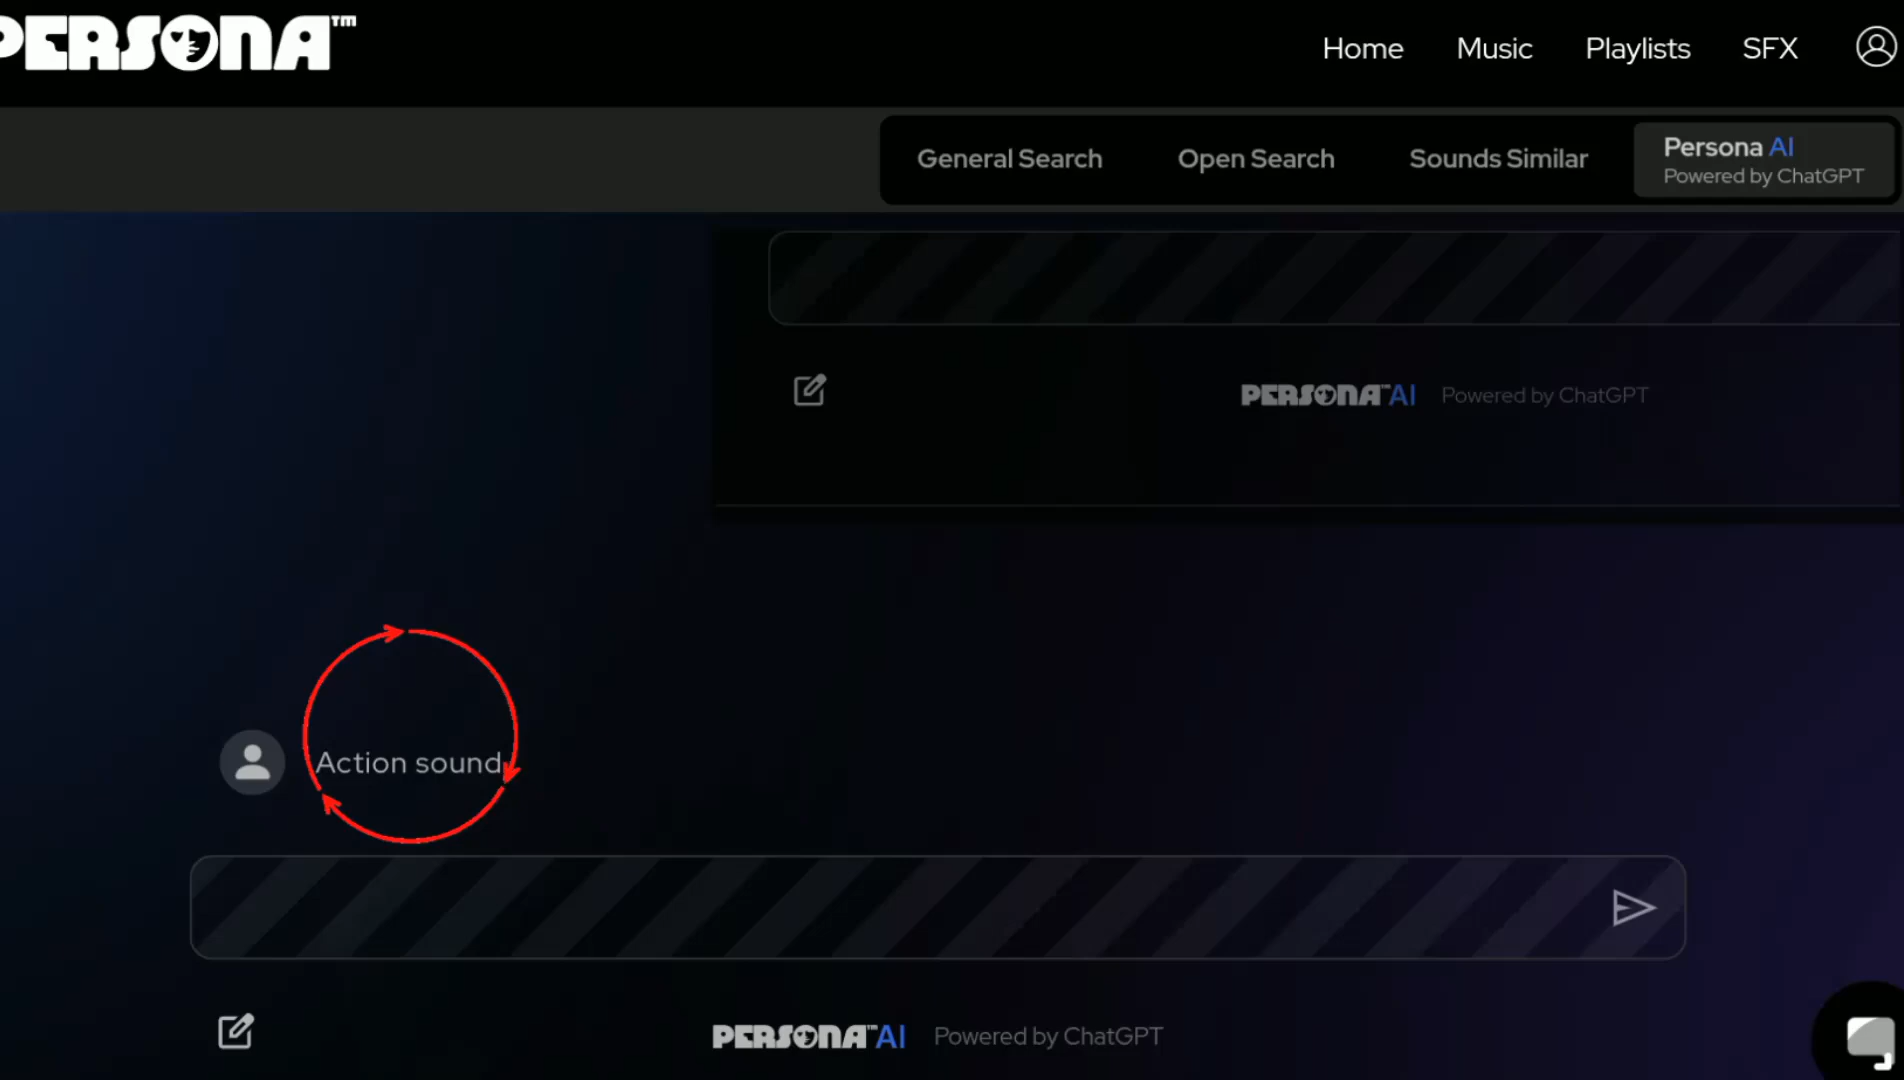 PERSONA™
Home Music Playlists SFX
General Search Open Search Sounds Similar Persona AI
Powered by ChatGPT
PERSONA™AI Powered by ChatGPT
Action sound
PERSONA™AI Powered by ChatGPT